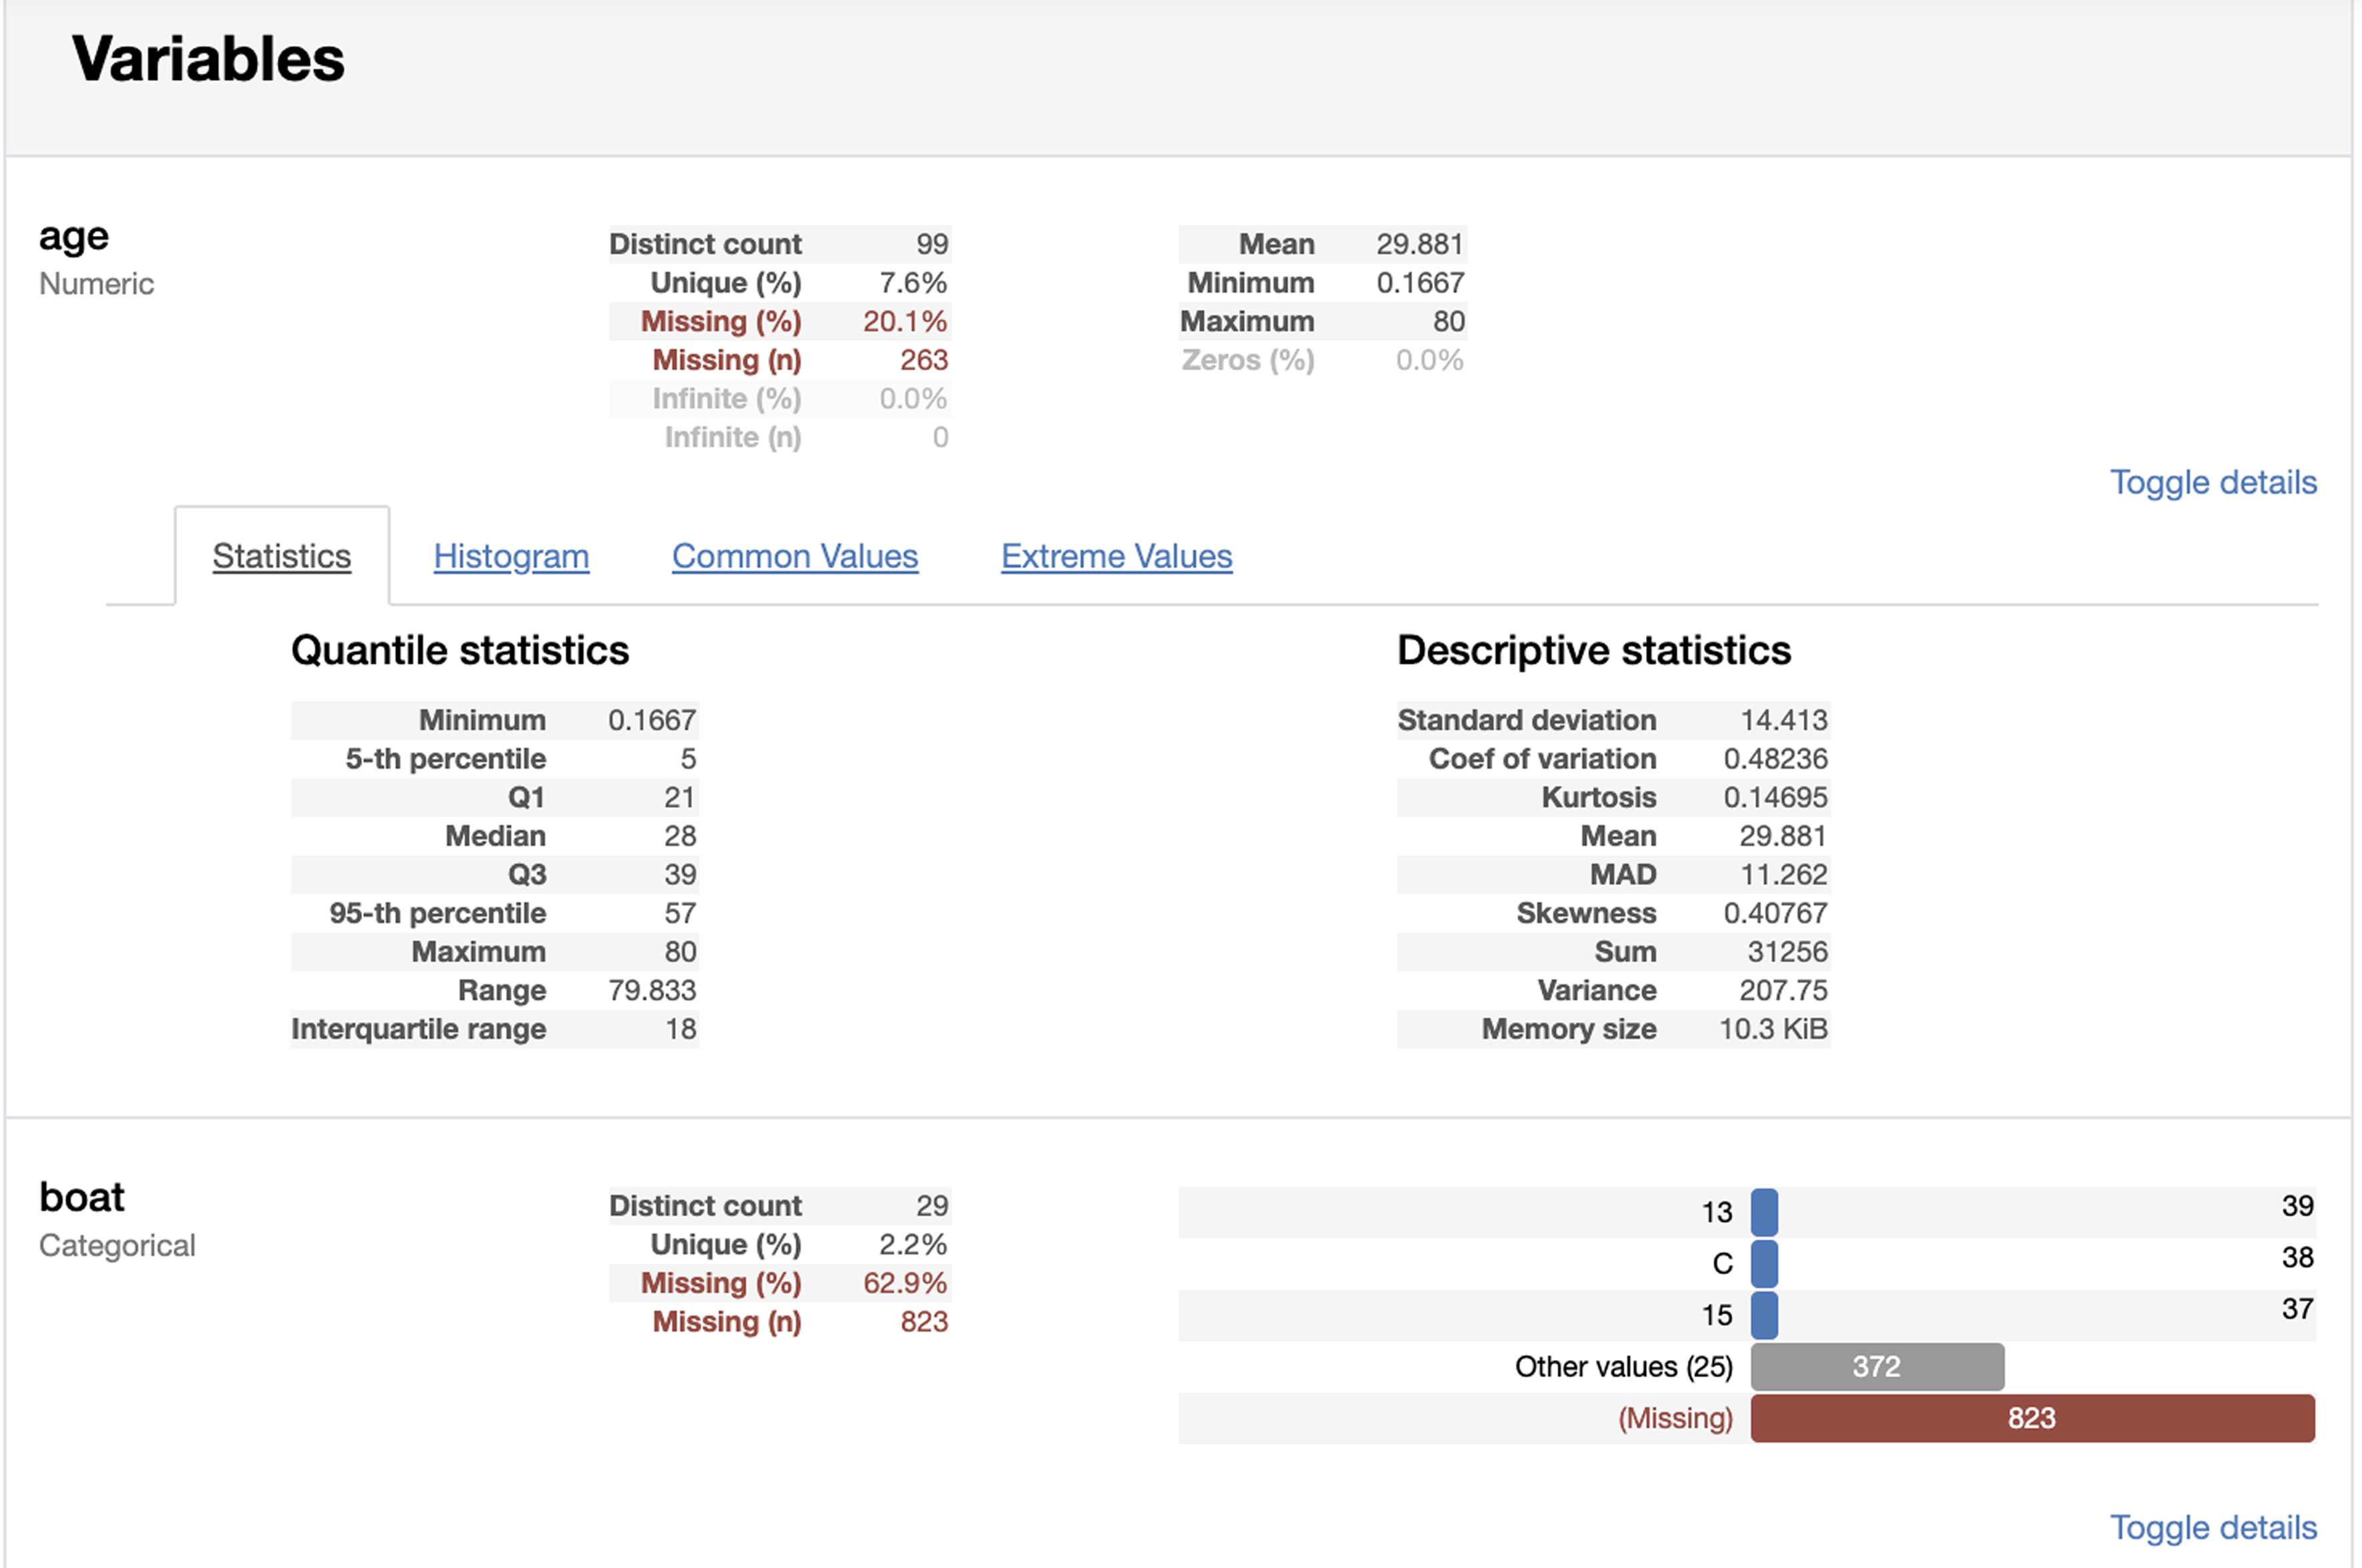 Variables
age
Numeric
Distinct count 99
Unique (%) 7.6%
Missing (%) 20.1%
Missing (n) 263
Infinite (%) 0.0%
Infinite (n) 0
Mean 29.881
Minimum 0.1667
Maximum 80
Zeros (%) 0.0%
Toggle details
Statistics Histogram Common Values Extreme Values
Quantile statistics
Minimum 0.1667
5-th percentile 5
Q1 21
Median 28
Q3 39
95-th percentile 57
Maximum 80
Range 79.833
Interquartile range 18
Descriptive statistics
Standard deviation 14.413
Coef of variation 0.48236
Kurtosis 0.14695
Mean 29.881
MAD 11.262
Skewness 0.40767
Sum 31256
Variance 207.75
Memory size 10.3 KiB
boat
Categorical
Distinct count 29
Unique (%) 2.2%
Missing (%) 62.9%
Missing (n) 823
13 39
C 38
15 37
Other values (25) 372
(Missing) 823
Toggle details